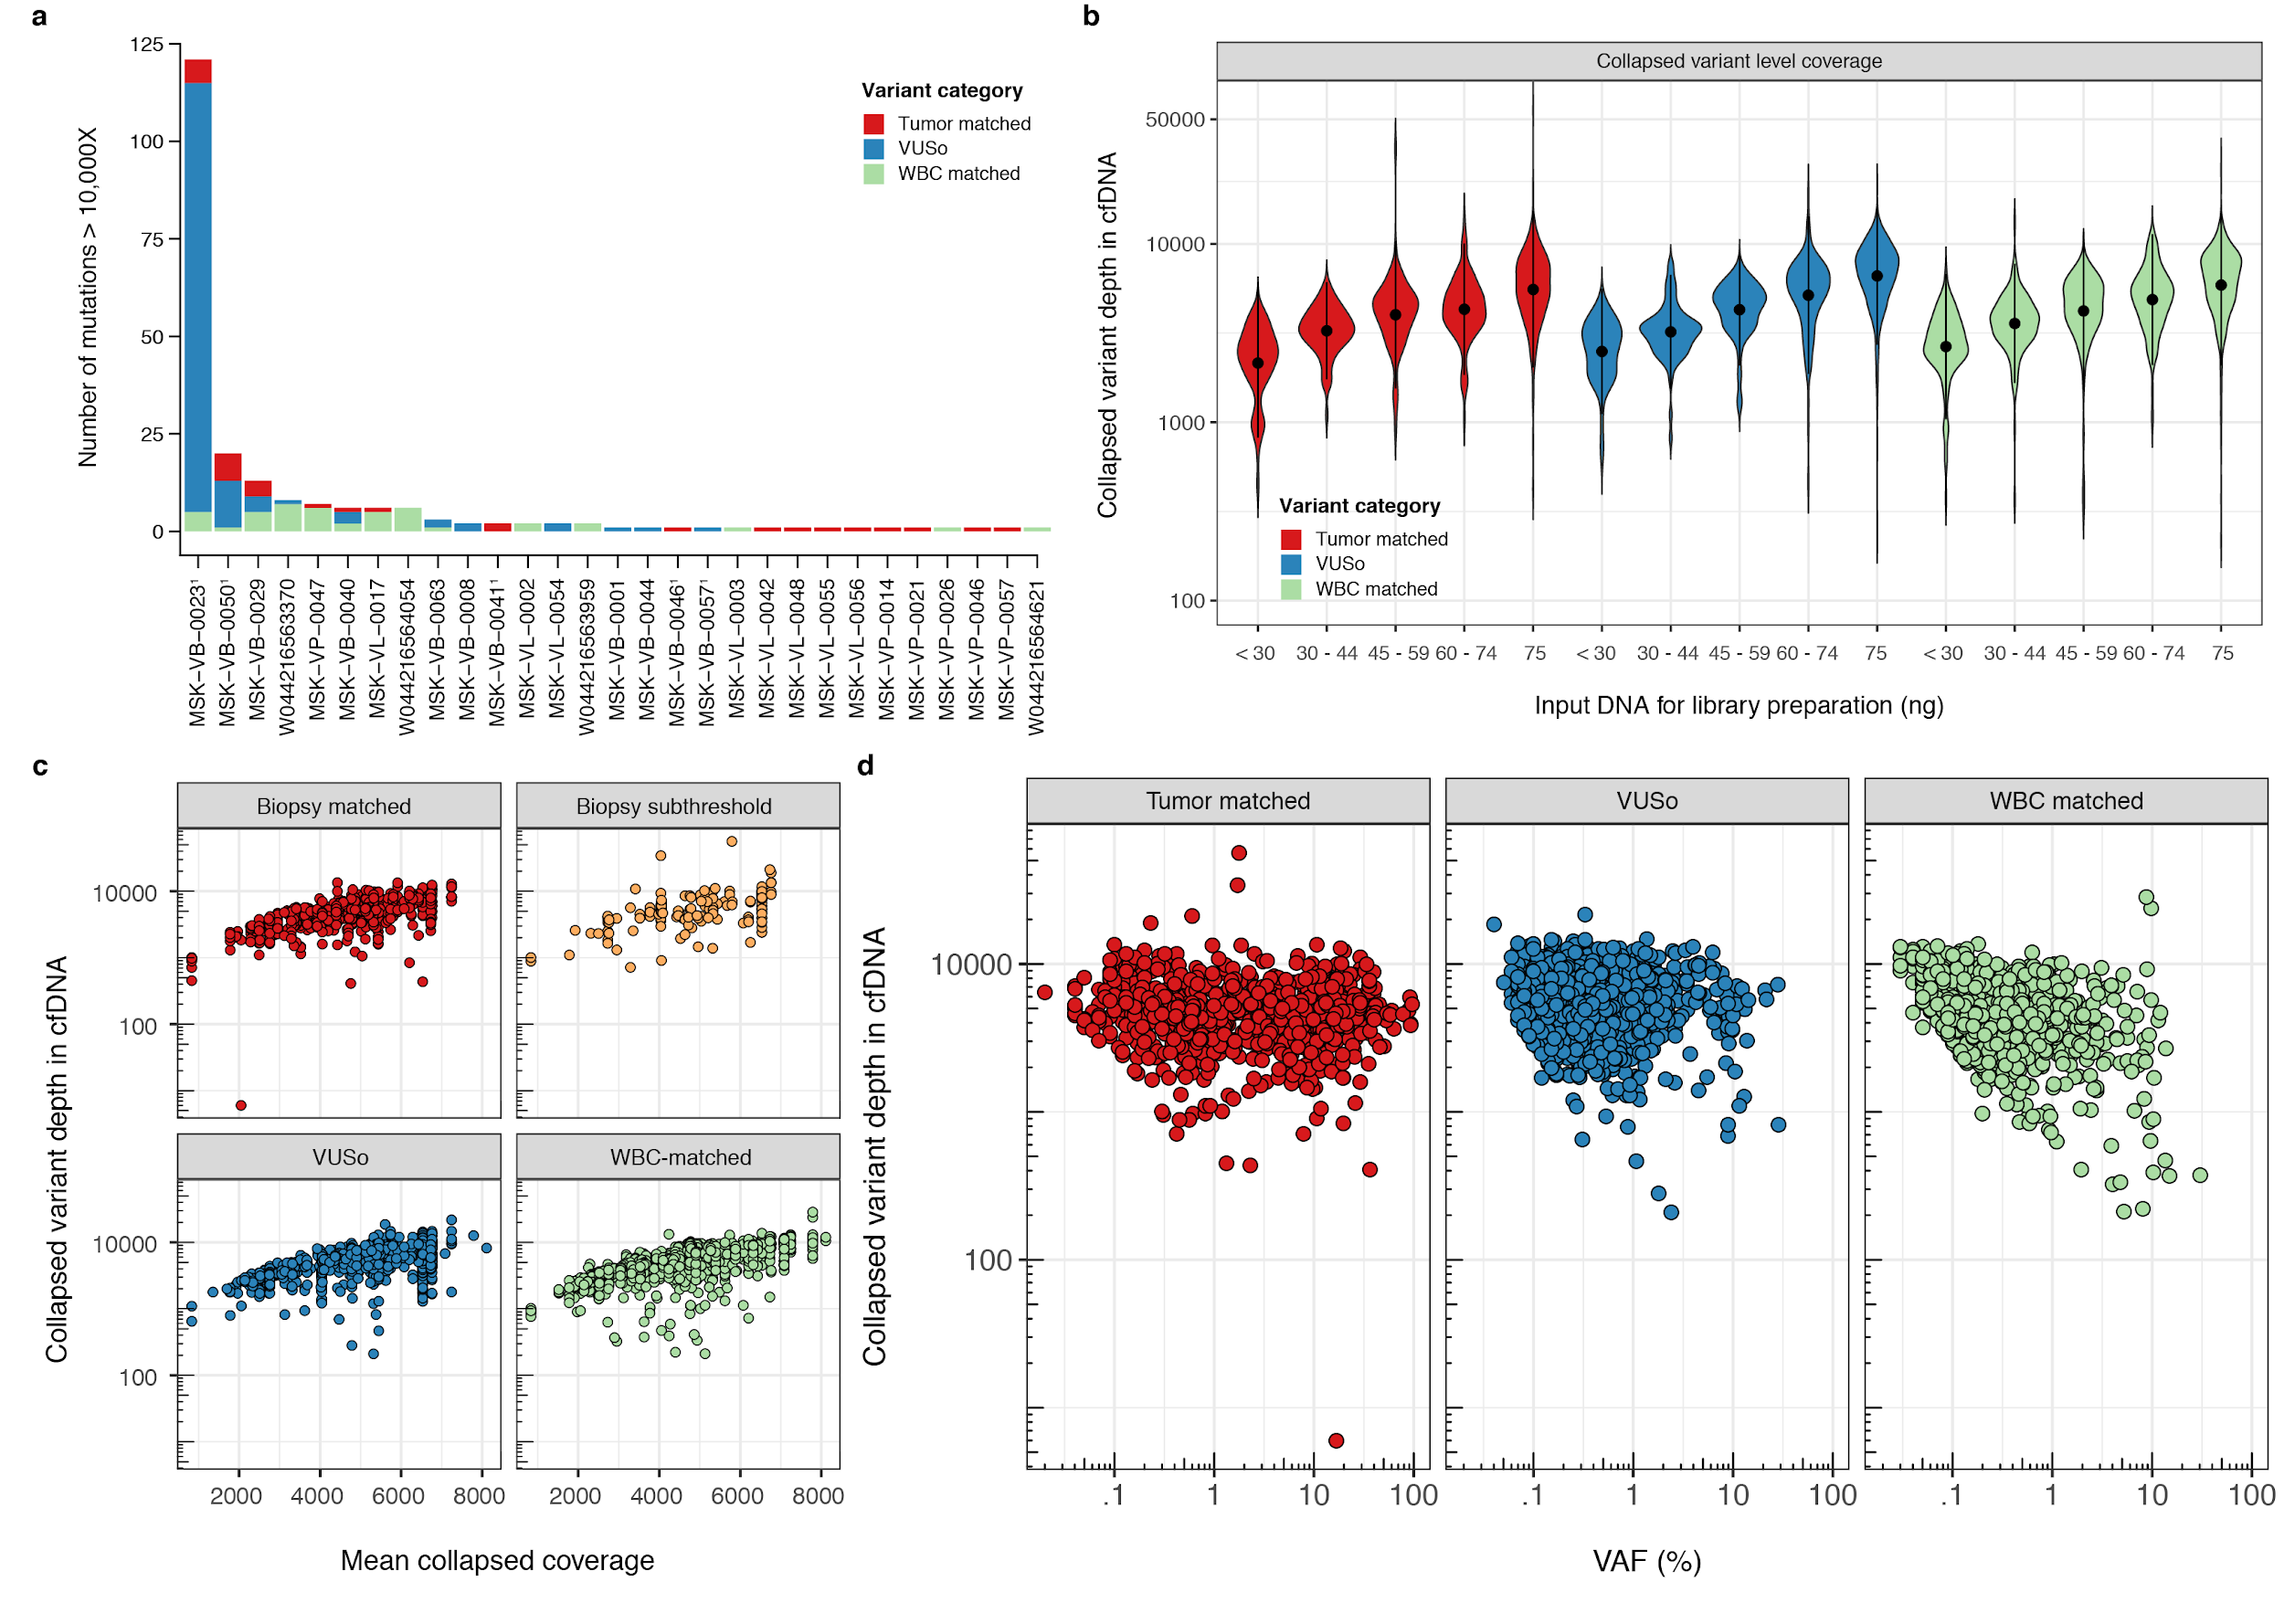 a
125
100
75
50
25
0
Number of mutations > 10,000X
Variant category
Tumor matched
VUSo
WBC matched
MSK−VB−0023¹
MSK−VB−0050¹
MSK−VB−0029
W044216563370
MSK−VP−0047
MSK−VB−0040
MSK−VL−0017
W044216564054
MSK−VB−0063
MSK−VB−0008
MSK−VB−0041¹
MSK−VL−0002
MSK−VL−0054
W044216563959
MSK−VB−0001
MSK−VB−0044
MSK−VB−0046¹
MSK−VB−0057¹
MSK−VL−0003
MSK−VL−0042
MSK−VL−0048
MSK−VL−0055
MSK−VL−0056
MSK−VP−0014
MSK−VP−0021
MSK−VP−0026
MSK−VP−0046
MSK−VP−0057
W044216564621
b
Collapsed variant level coverage
50000
10000
1000
100
Collapsed variant depth in cfDNA
Variant category
Tumor matched
VUSo
WBC matched
< 30 30 - 44 45 - 59 60 - 74 75 < 30 30 - 44 45 - 59 60 - 74 75 < 30 30 - 44 45 - 59 60 - 74 75
Input DNA for library preparation (ng)
c
Biopsy matched
Biopsy subthreshold
10000
100
VUSo
WBC-matched
10000
100
Collapsed variant depth in cfDNA
2000 4000 6000 8000
2000 4000 6000 8000
Mean collapsed coverage
d
Tumor matched
VUSo
WBC matched
10000
100
Collapsed variant depth in cfDNA
.1 1 10 100
.1 1 10 100
.1 1 10 100
VAF (%)